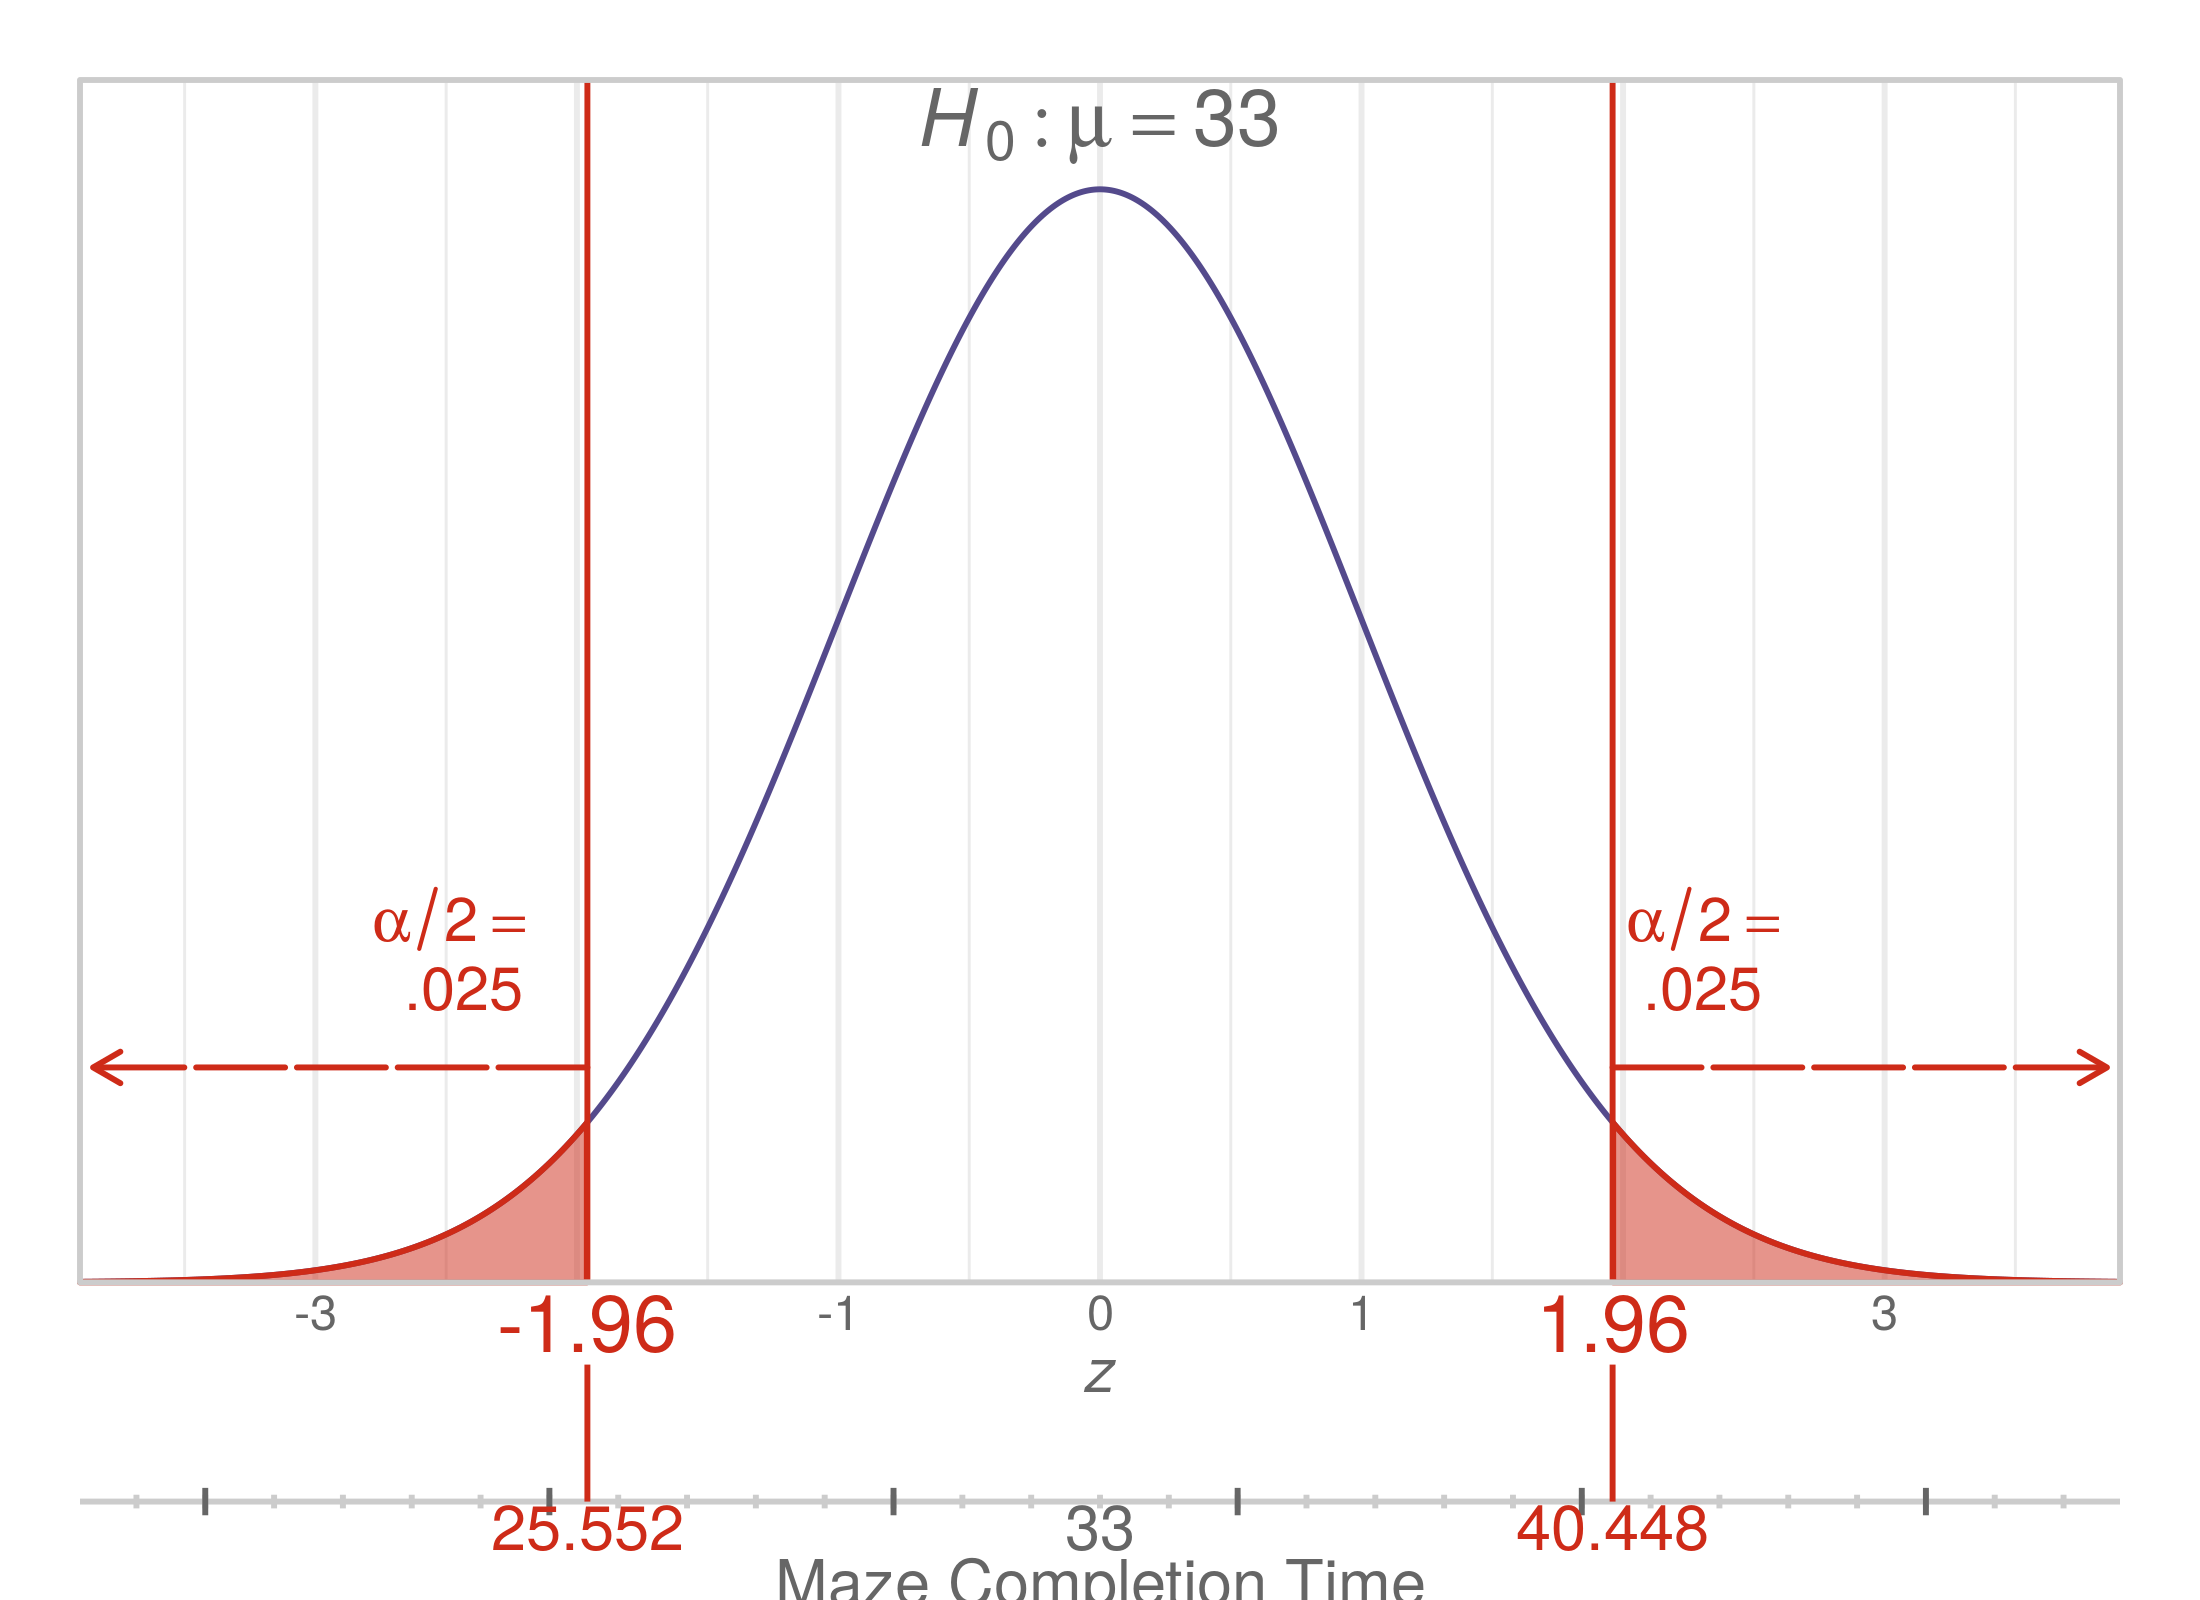 H0 : μ = 33
α/2 =
.025
α/2 =
.025
-3 -1.96 -1 0 1 1.96 3
z
25.552 33 40.448
Maze Completion Time